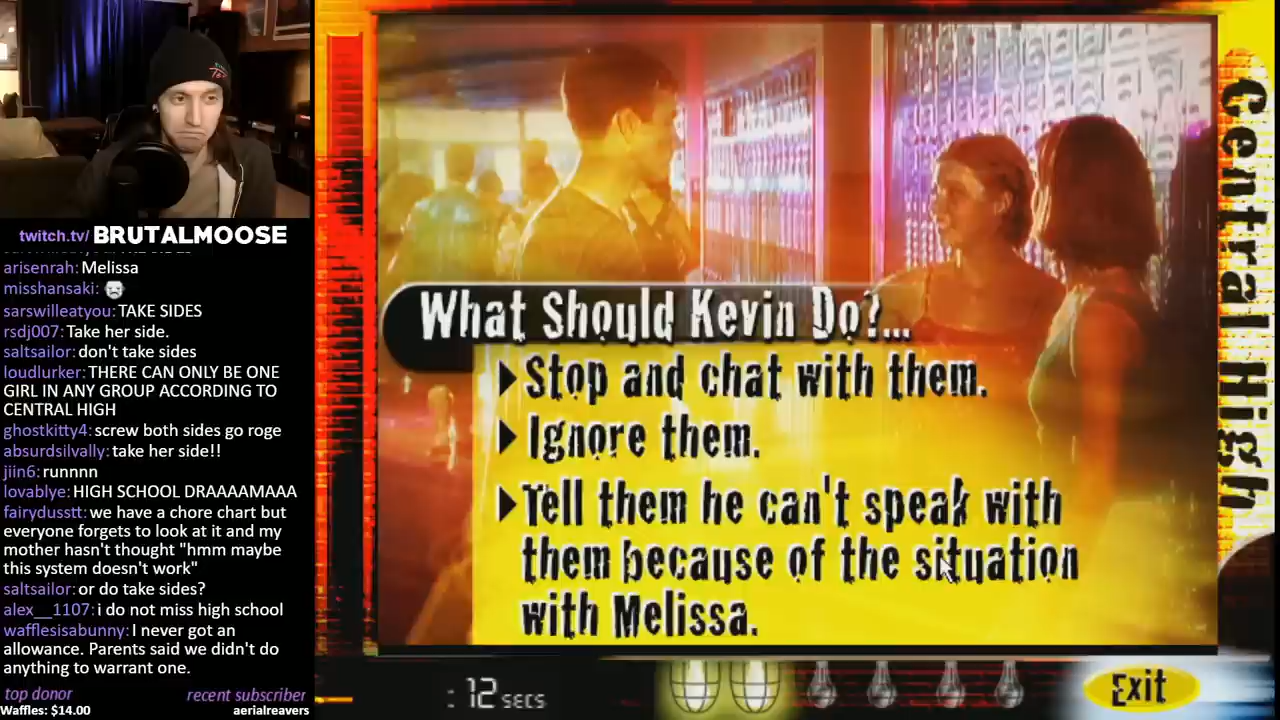 twitch.tv/ BRUTALMOOSE
arisenrah: Melissa
misshansaki:
sarswilleatyou: TAKE SIDES
rsdj007: Take her side.
saltsailor: don't take sides
loudlurker: THERE CAN ONLY BE ONE
GIRL IN ANY GROUP ACCORDING TO
CENTRAL HIGH
ghostkitty4: screw both sides go roge
absurdsilvally: take her side!!
jiin6: runnnn
lovablye: HIGH SCHOOL DRAAAAMAAA
fairydusstt: we have a chore chart but
everyone forgets to look at it and my
mother hasn't thought "hmm maybe
this system doesn't work"
saltsailor: or do take sides?
alex__1107: i do not miss high school
wafflesisabunny: I never got an
allowance. Parents said we didn't do
anything to warrant one.
top donor
recent subscriber
Waffles: $14.00
aerialreavers
What Should Kevin Do?...
Stop and chat with them.
Ignore them.
Tell them he can't speak with
them because of the situation
with Melissa.
: 12 SECS
Exit
Central High